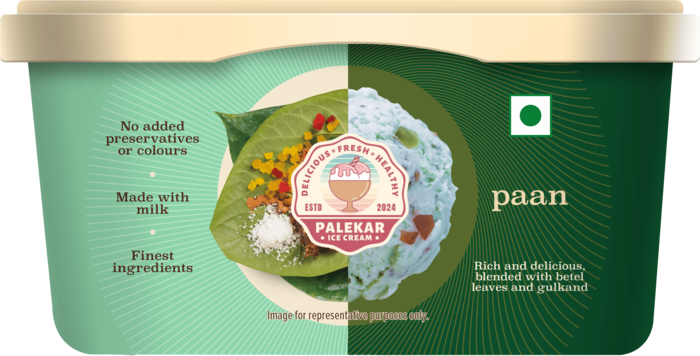 No added
preservatives
or colours
Made with
milk
Finest
ingredients
DELICIOUS • FRESH • HEALTHY
ESTD 2024
PALEKAR
• ICE CREAM •
paan
Rich and delicious,
blended with betel
leaves and gulkand
Image for representative purposes only.